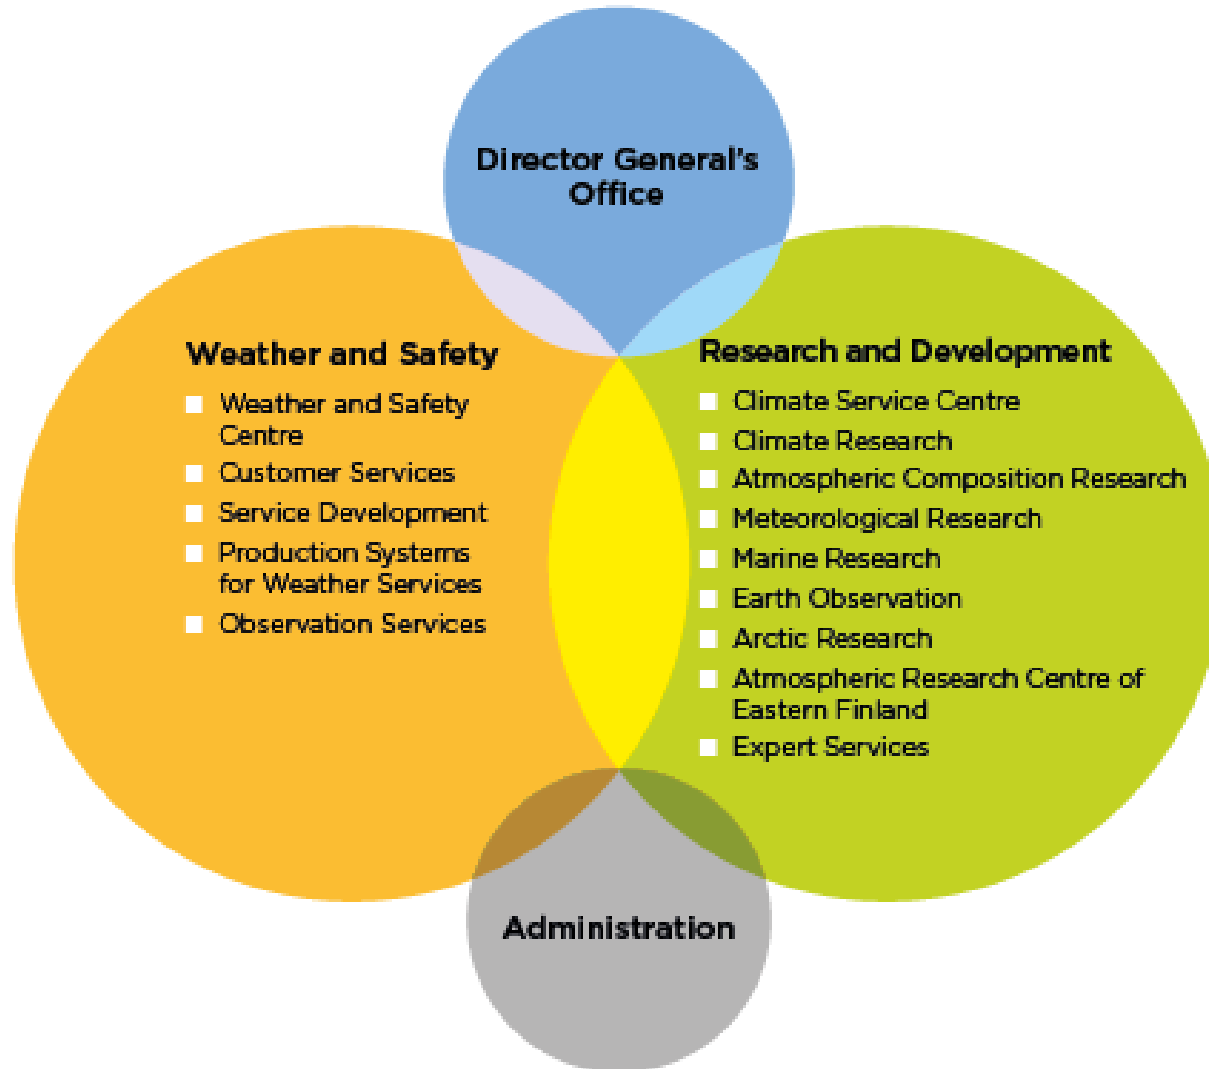 Director General's
Office
Weather and Safety
Weather and Safety
Centre
Customer Services
Service Development
Production Systems
for Weather Services
Observation Services
Research and Development
Climate Service Centre
Climate Research
Atmospheric Composition Research
Meteorological Research
Marine Research
Earth Observation
Arctic Research
Atmospheric Research Centre of
Eastern Finland
Expert Services
Administration